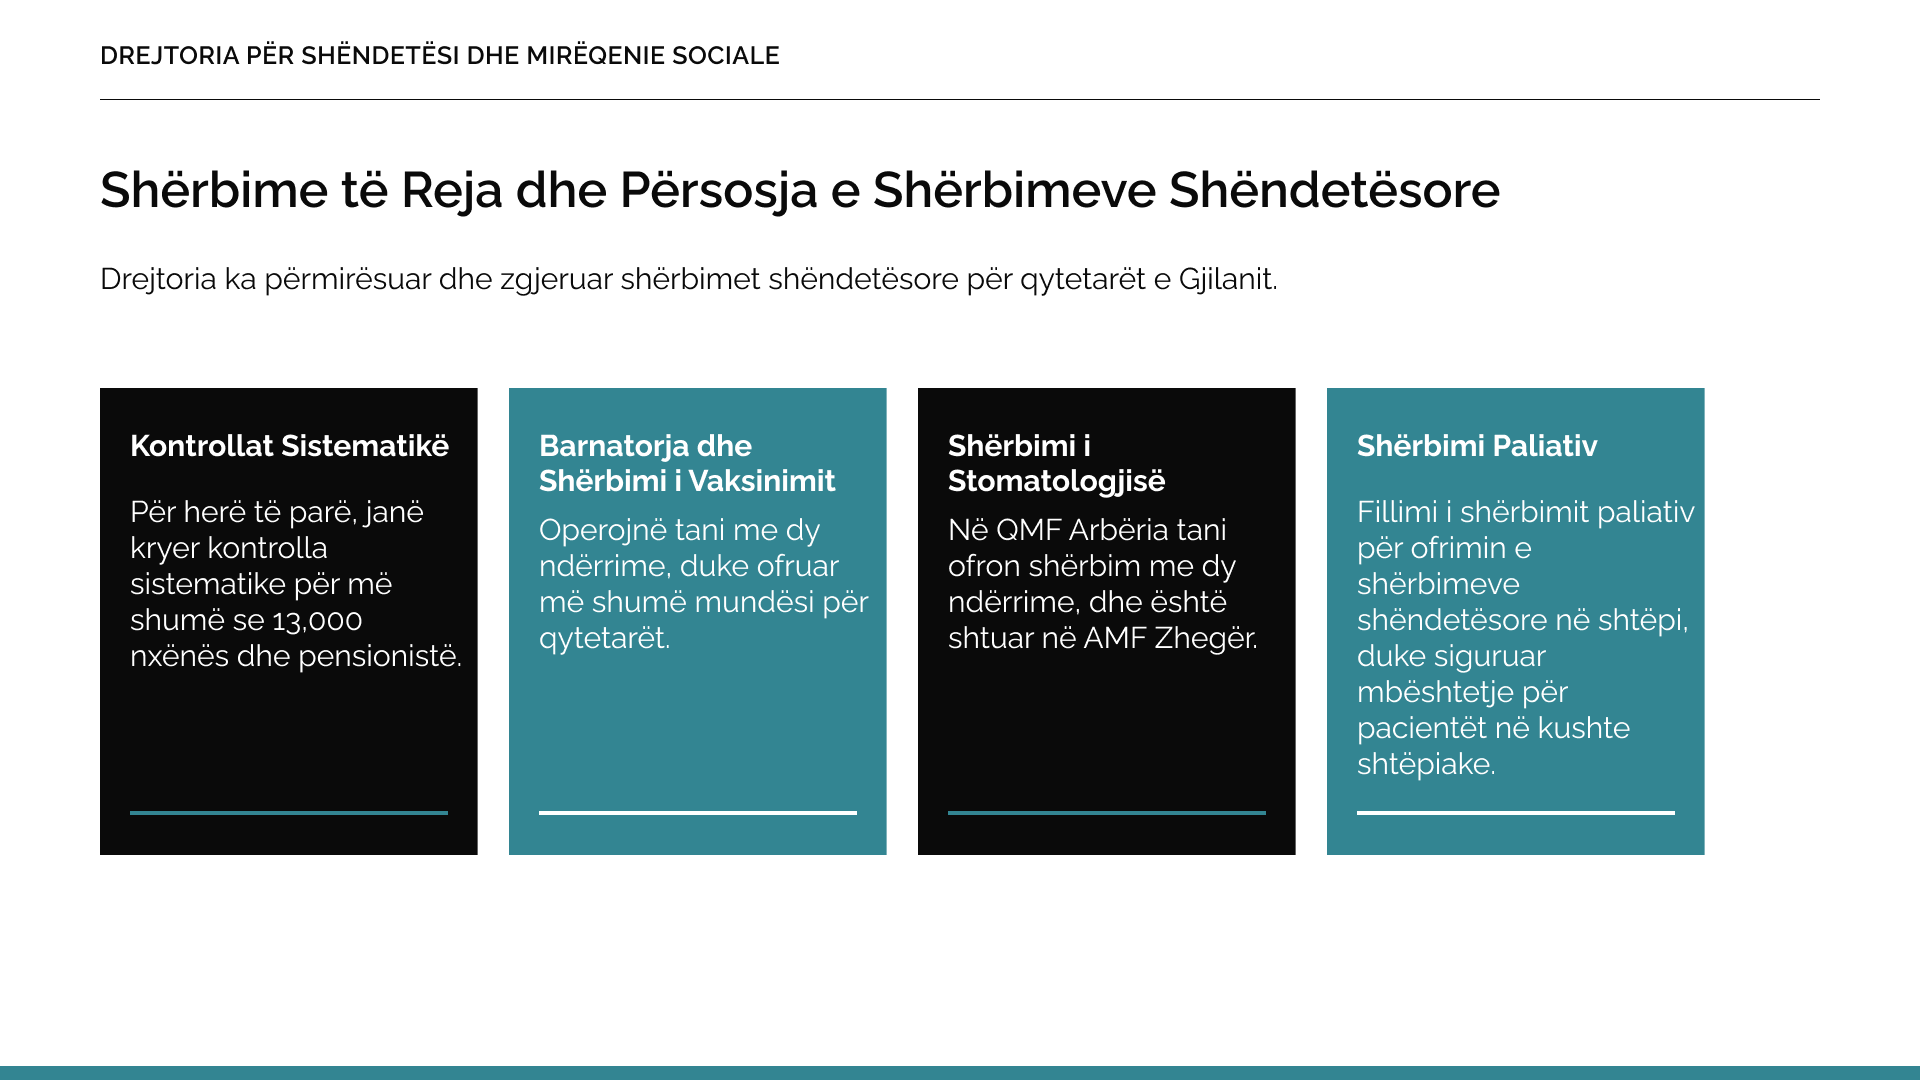 DREJTORIA PËR SHËNDETËSI DHE MIRËQENIE SOCIALE
Shërbime të Reja dhe Përsosja e Shërbimeve Shëndetësore
Drejtoria ka përmirësuar dhe zgjeruar shërbimet shëndetësore për qytetarët e Gjilanit.
Kontrollat Sistematikë
Për herë të parë, janë
kryer kontrolla
sistematike për më
shumë se 13,000
nxënës dhe pensionistë.
Barnatorja dhe
Shërbimi i Vaksinimit
Operojnë tani me dy
ndërrime, duke ofruar
më shumë mundësi për
qytetarët.
Shërbimi i
Stomatologjisë
Në QMF Arbëria tani
ofron shërbim me dy
ndërrime, dhe është
shtuar në AMF Zhegër.
Shërbimi Paliativ
Fillimi i shërbimit paliativ
për ofrimin e
shërbimeve
shëndetësore në shtëpi,
duke siguruar
mbështetje për
pacientët në kushte
shtëpiake.